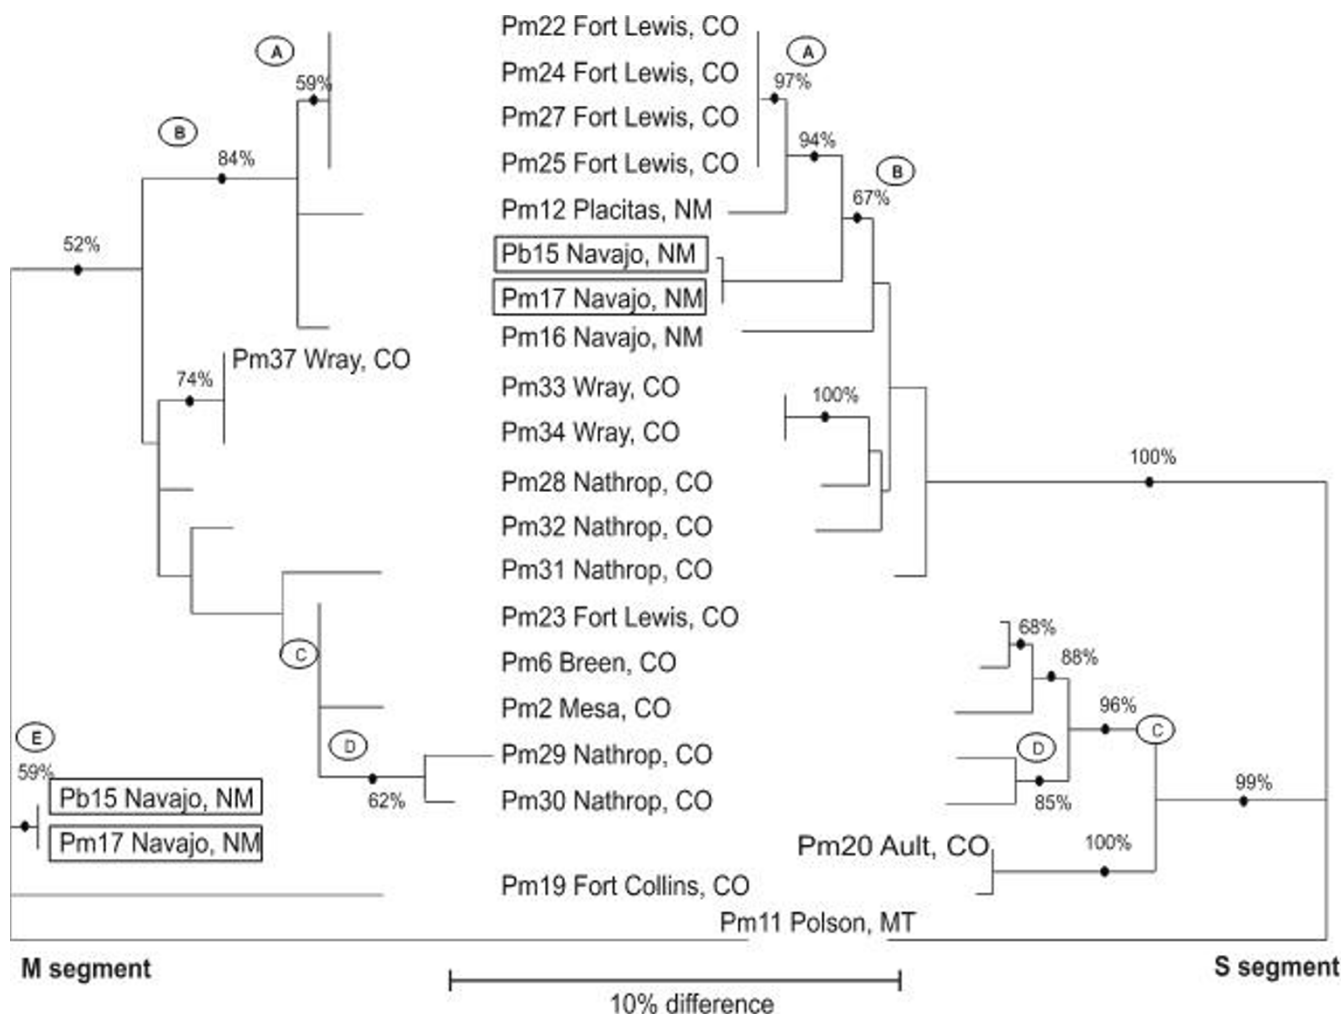 Pm22 Fort Lewis, CO
A
A
59%
Pm24 Fort Lewis, CO
97%
Pm27 Fort Lewis, CO
B
94%
84%
Pm25 Fort Lewis, CO
B
67%
Pm12 Placitas, NM
52%
Pb15 Navajo, NM
Pm17 Navajo, NM
Pm16 Navajo, NM
Pm37 Wray, CO
74%
Pm33 Wray, CO
100%
Pm34 Wray, CO
100%
Pm28 Nathrop, CO
Pm32 Nathrop, CO
Pm31 Nathrop, CO
Pm23 Fort Lewis, CO
68%
C
Pm6 Breen, CO
88%
Pm2 Mesa, CO
96%
C
E
D
Pm29 Nathrop, CO
D
59%
Pb15 Navajo, NM
62%
Pm30 Nathrop, CO
85%
99%
Pm17 Navajo, NM
Pm20 Ault, CO
100%
Pm19 Fort Collins, CO
Pm11 Polson, MT
M segment
S segment
10% difference